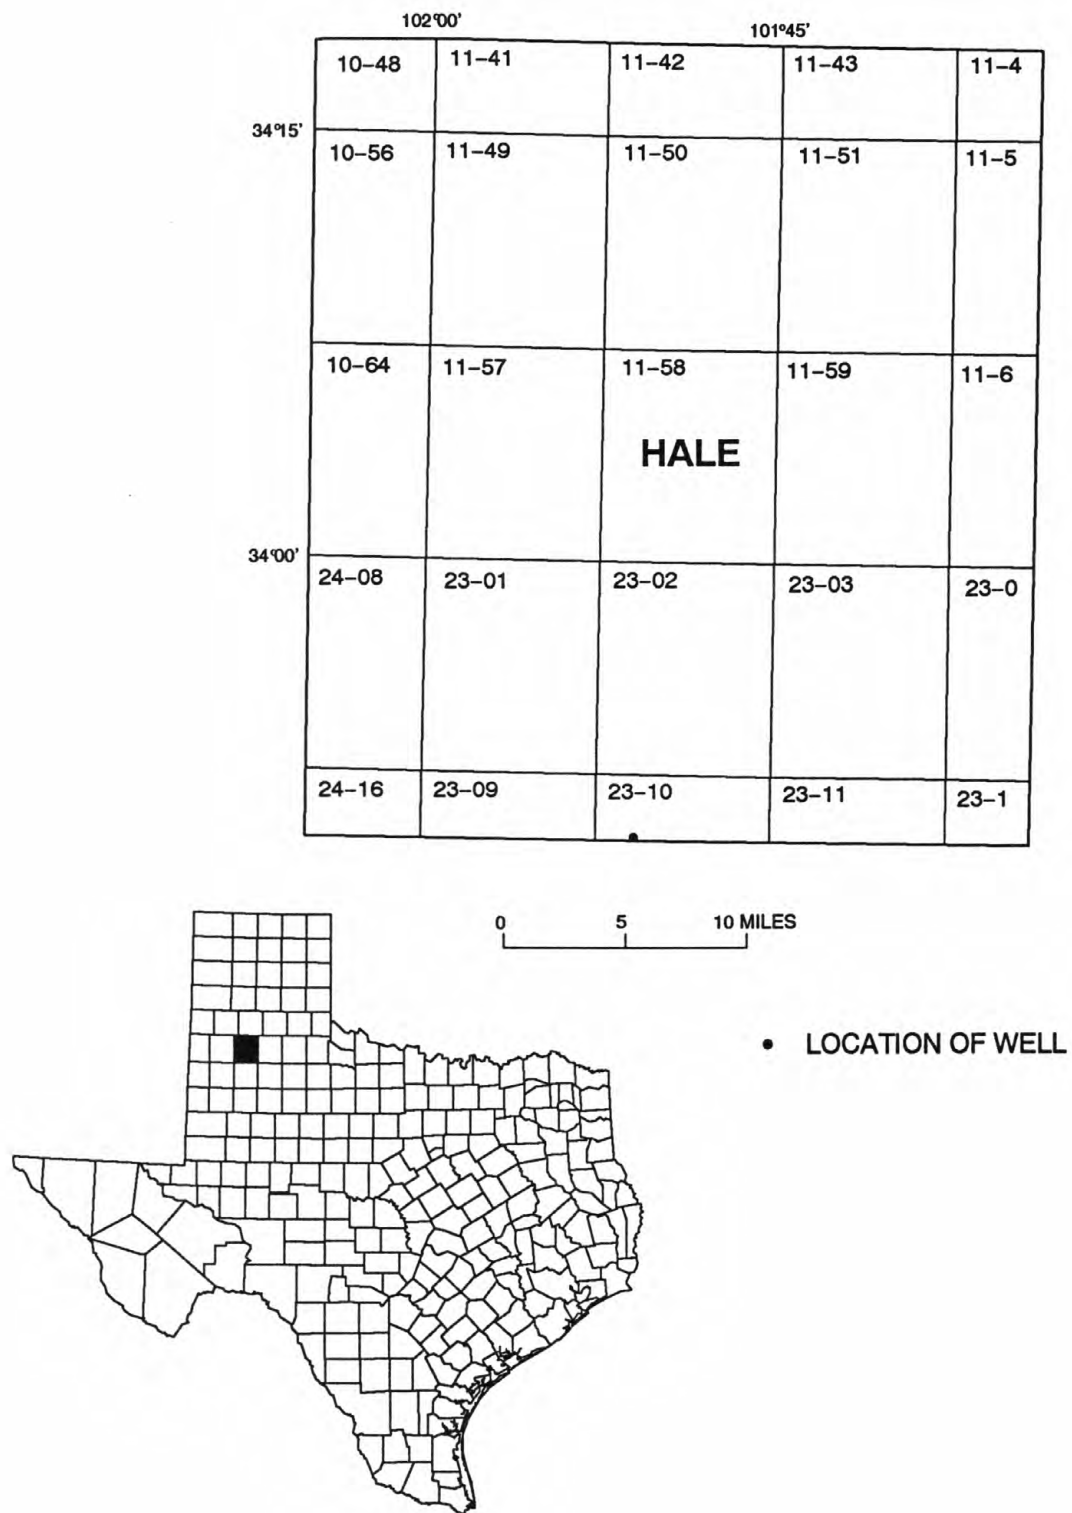 102°00'
101°45'
10–48 11–41 11–42 11–43 11–4
34°15'
10–56 11–49 11–50 11–51 11–5
10–64 11–57 11–58 11–59 11–6
HALE
34°00'
24–08 23–01 23–02 23–03 23–0
24–16 23–09 23–10 23–11 23–1
0 5 10 MILES
• LOCATION OF WELL